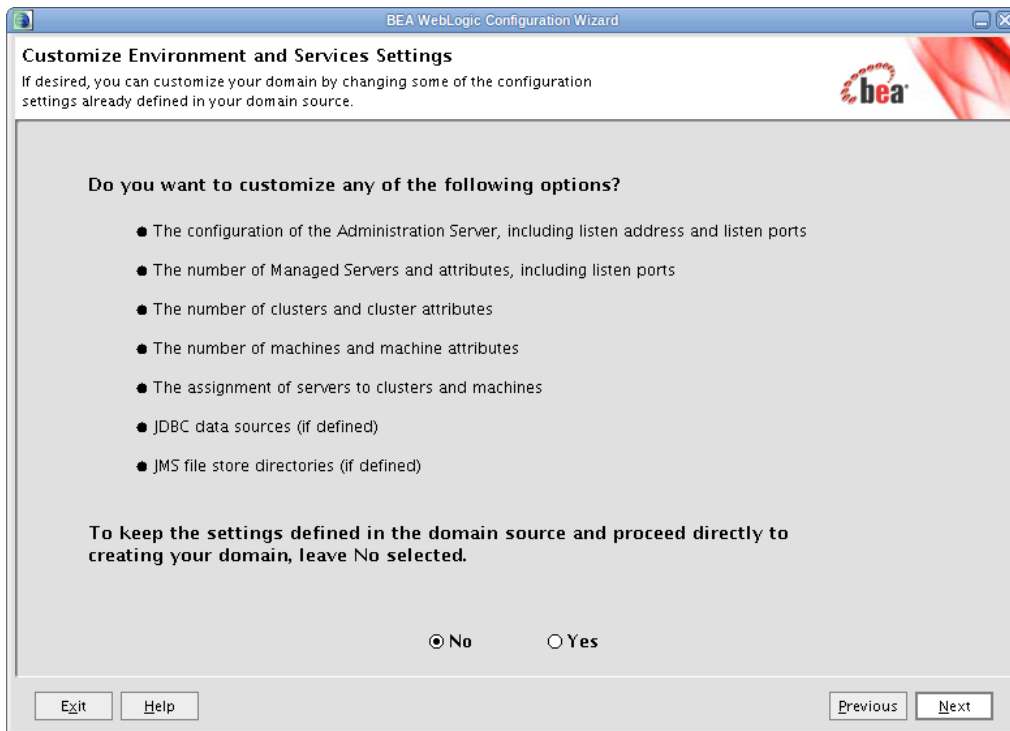 BEA WebLogic Configuration Wizard
Customize Environment and Services Settings
If desired, you can customize your domain by changing some of the configuration
settings already defined in your domain source.
bea
Do you want to customize any of the following options?
● The configuration of the Administration Server, including listen address and listen ports
● The number of Managed Servers and attributes, including listen ports
● The number of clusters and cluster attributes
● The number of machines and machine attributes
● The assignment of servers to clusters and machines
● JDBC data sources (if defined)
● JMS file store directories (if defined)
To keep the settings defined in the domain source and proceed directly to
creating your domain, leave No selected.
No Yes
Exit Help Previous Next